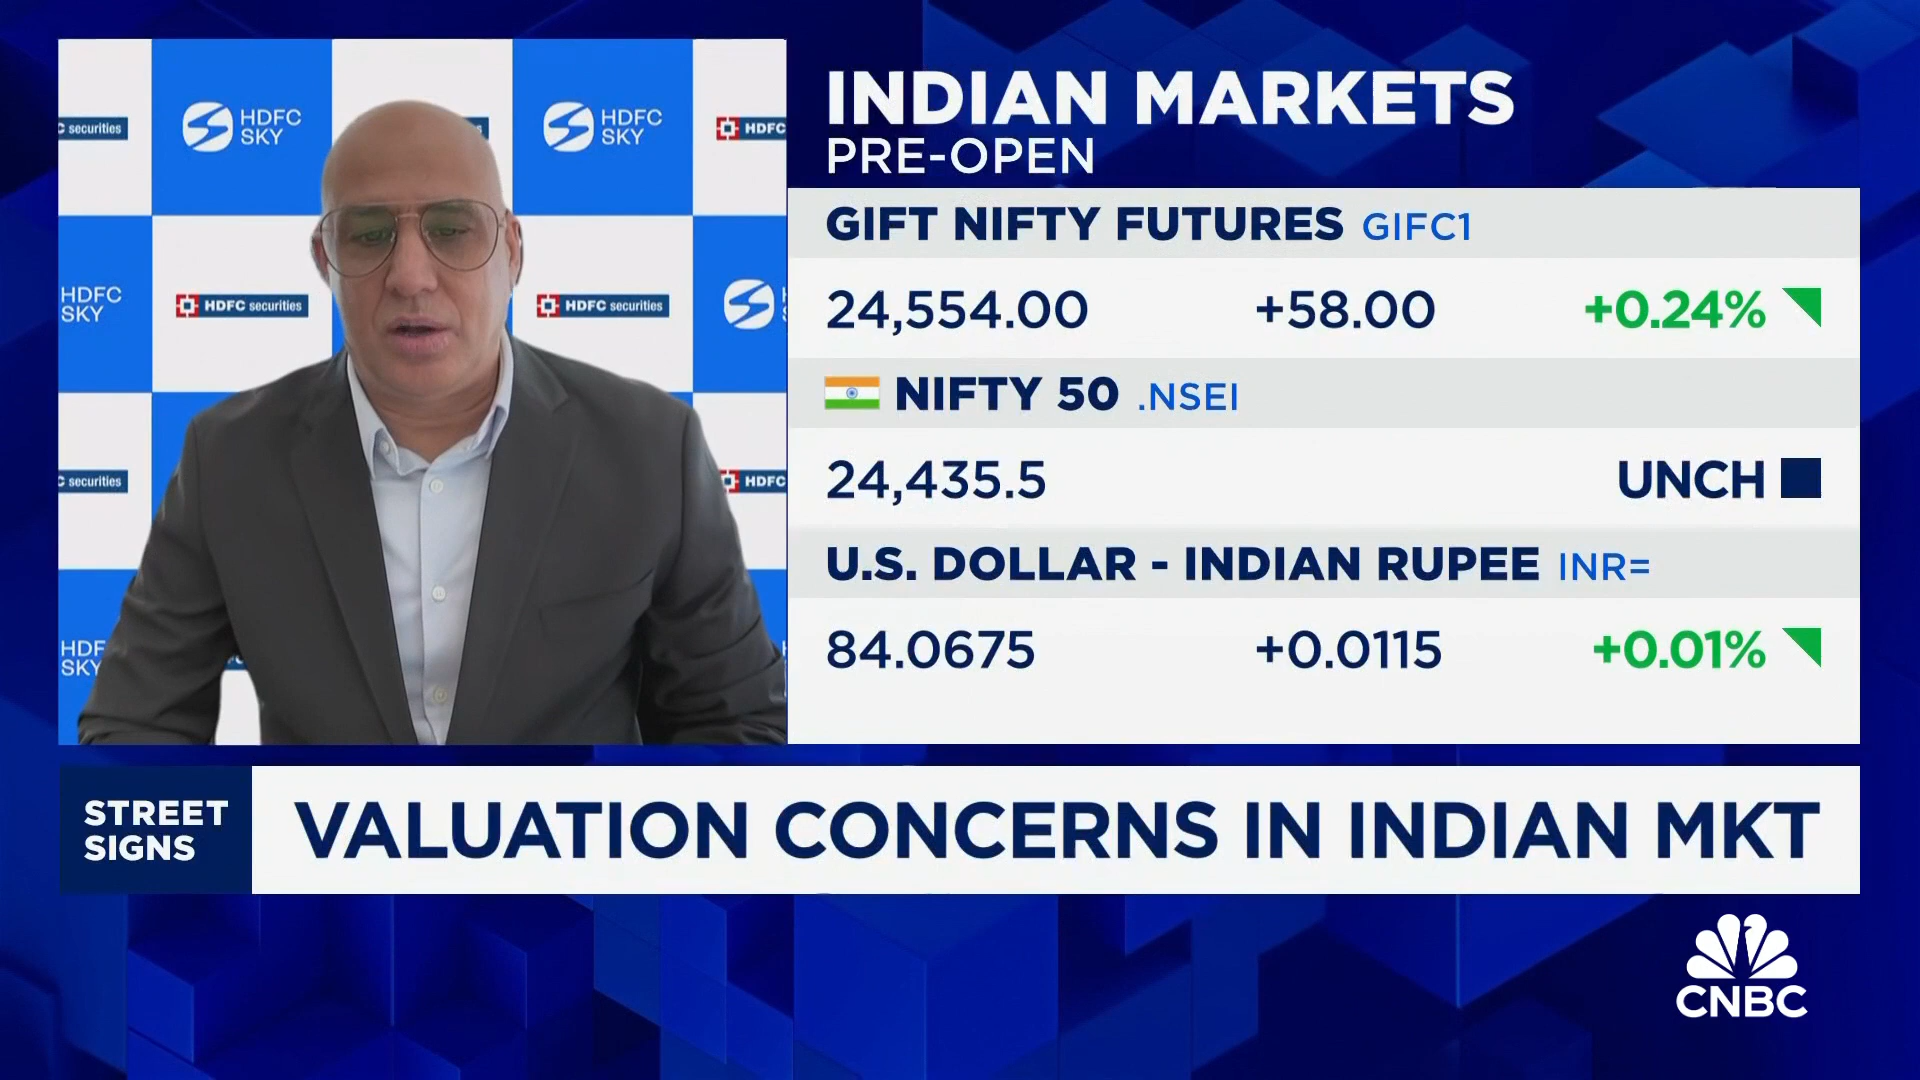 C securities
HDFC
SKY
s
HDFC
SKY
HDFC
HDFC
SKY
HDFC securities
HDFC securities
C securities
HDFC
HDF
SKY
INDIAN MARKETS
PRE-OPEN
GIFT NIFTY FUTURES GIFC1
24,554.00 +58.00 +0.24%
NIFTY 50 .NSEI
24,435.5 UNCH
U.S. DOLLAR - INDIAN RUPEE INR=
84.0675 +0.0115 +0.01%
STREET
SIGNS
VALUATION CONCERNS IN INDIAN MKT
CNBC